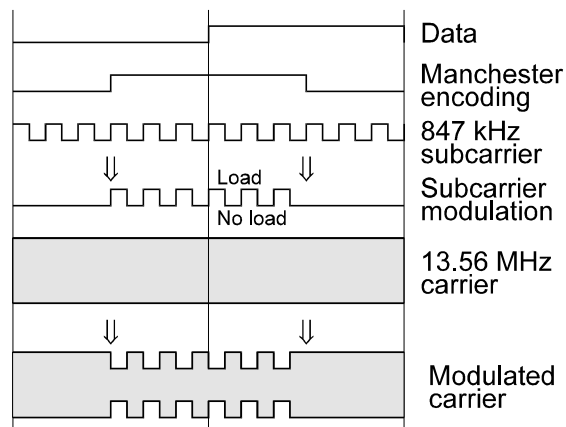 Data
Manchester
encoding
847 kHz
subcarrier
Load
No load
Subcarrier
modulation
13.56 MHz
carrier
Modulated
carrier